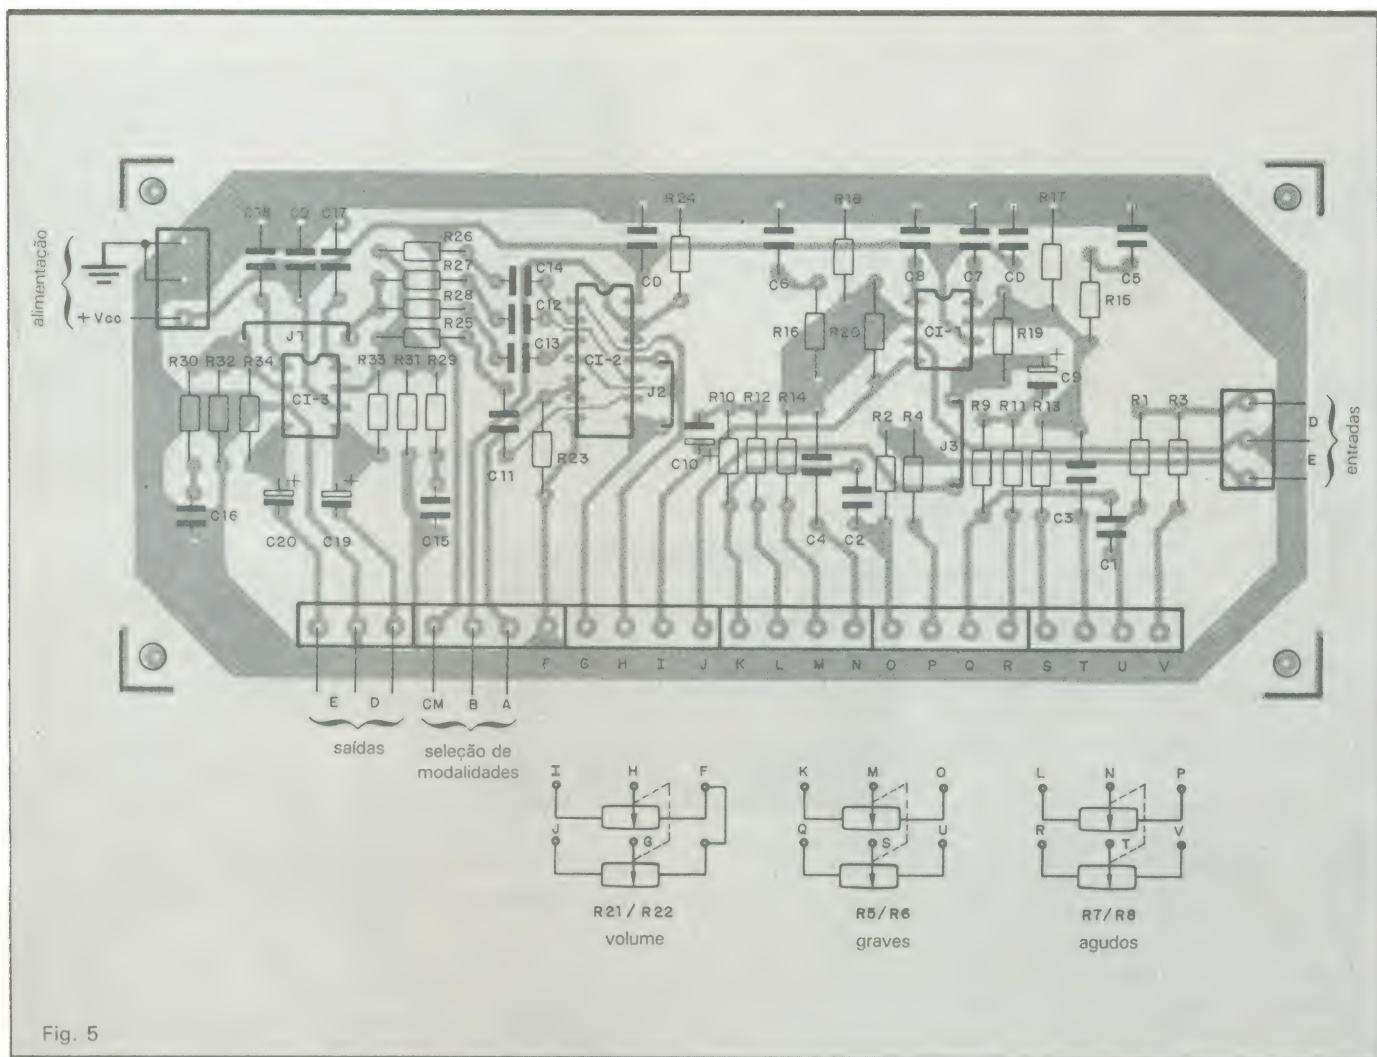 C18 CD C17 R24 R18 R17
alimentação
+ Vcc
R26
R27
R28
R25
C14
C12
C13
CD
C6
C8
C7
CD
C5
R15
J1
R30 R32 R34
CI-3
R33 R31 R29
CI-2
J2
R16
R20
CI-1
R19
C9
R10 R12 R14
R2 R4
J3
R9 R11 R13
R1 R3
D
E
entradas
C11
R23
C10
C16
C20 C19
C15
C4 C2
C3
C1
F G H I J K L M N O P Q R S T U V
E D
CM B A
saídas
seleção de
modalidades
I H F
J G
R21 / R22
volume
K M O
Q S U
R5/R6
graves
L N P
R T V
R7/R8
agudos
Fig. 5